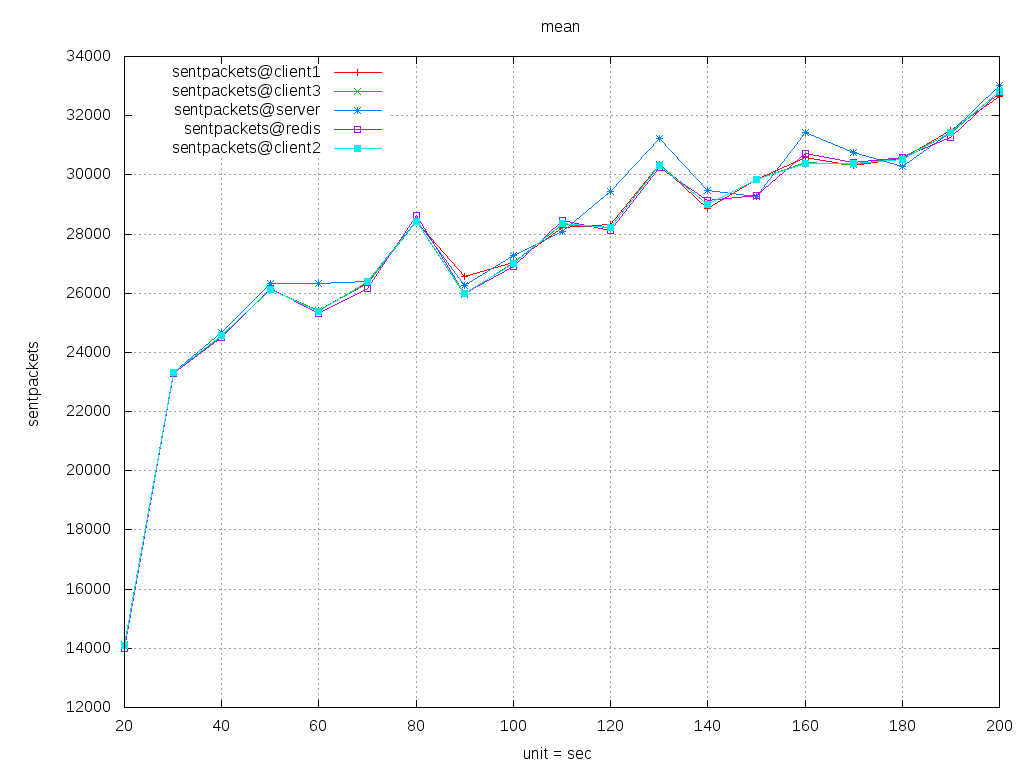 mean
34000
32000
30000
28000
26000
24000
22000
20000
18000
16000
14000
12000
sentpackets@client1
sentpackets@client3
sentpackets@server
sentpackets@redis
sentpackets@client2
sentpackets
20 40 60 80 100 120 140 160 180 200
unit = sec